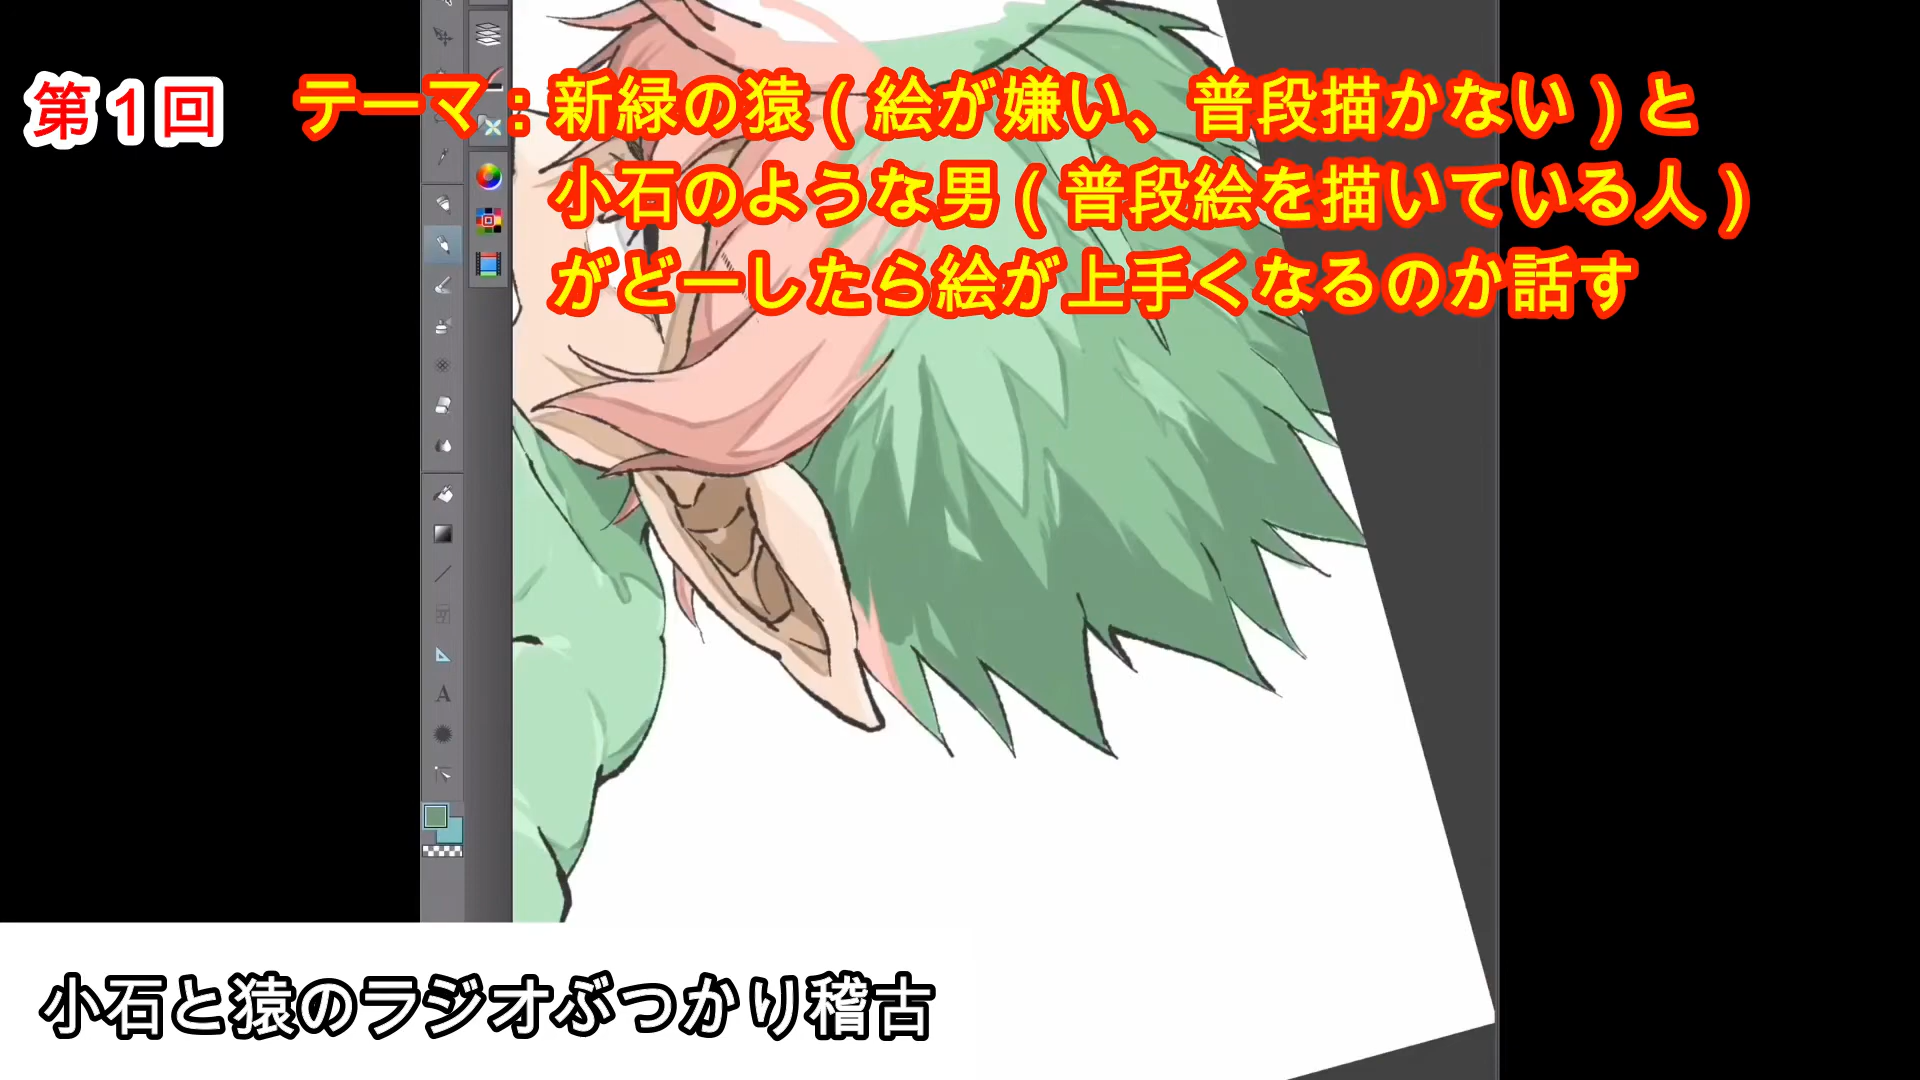 第1回
テーマ：新緑の猿(絵が嫌い、普段描かない)と
小石のような男(普段絵を描いている人)
がどーしたら絵が上手くなるのか話す
A
小石と猿のラジオぶつかり稽古